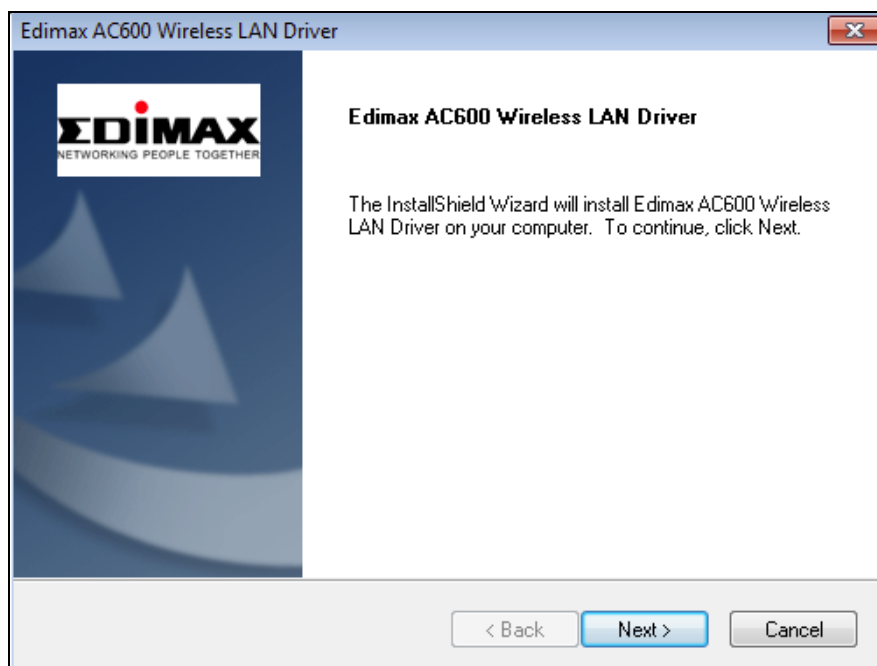 Edimax AC600 Wireless LAN Driver
EDiMAX
NETWORKING PEOPLE TOGETHER
Edimax AC600 Wireless LAN Driver
The InstallShield Wizard will install Edimax AC600 Wireless
LAN Driver on your computer.  To continue, click Next.
< Back
Next >
Cancel